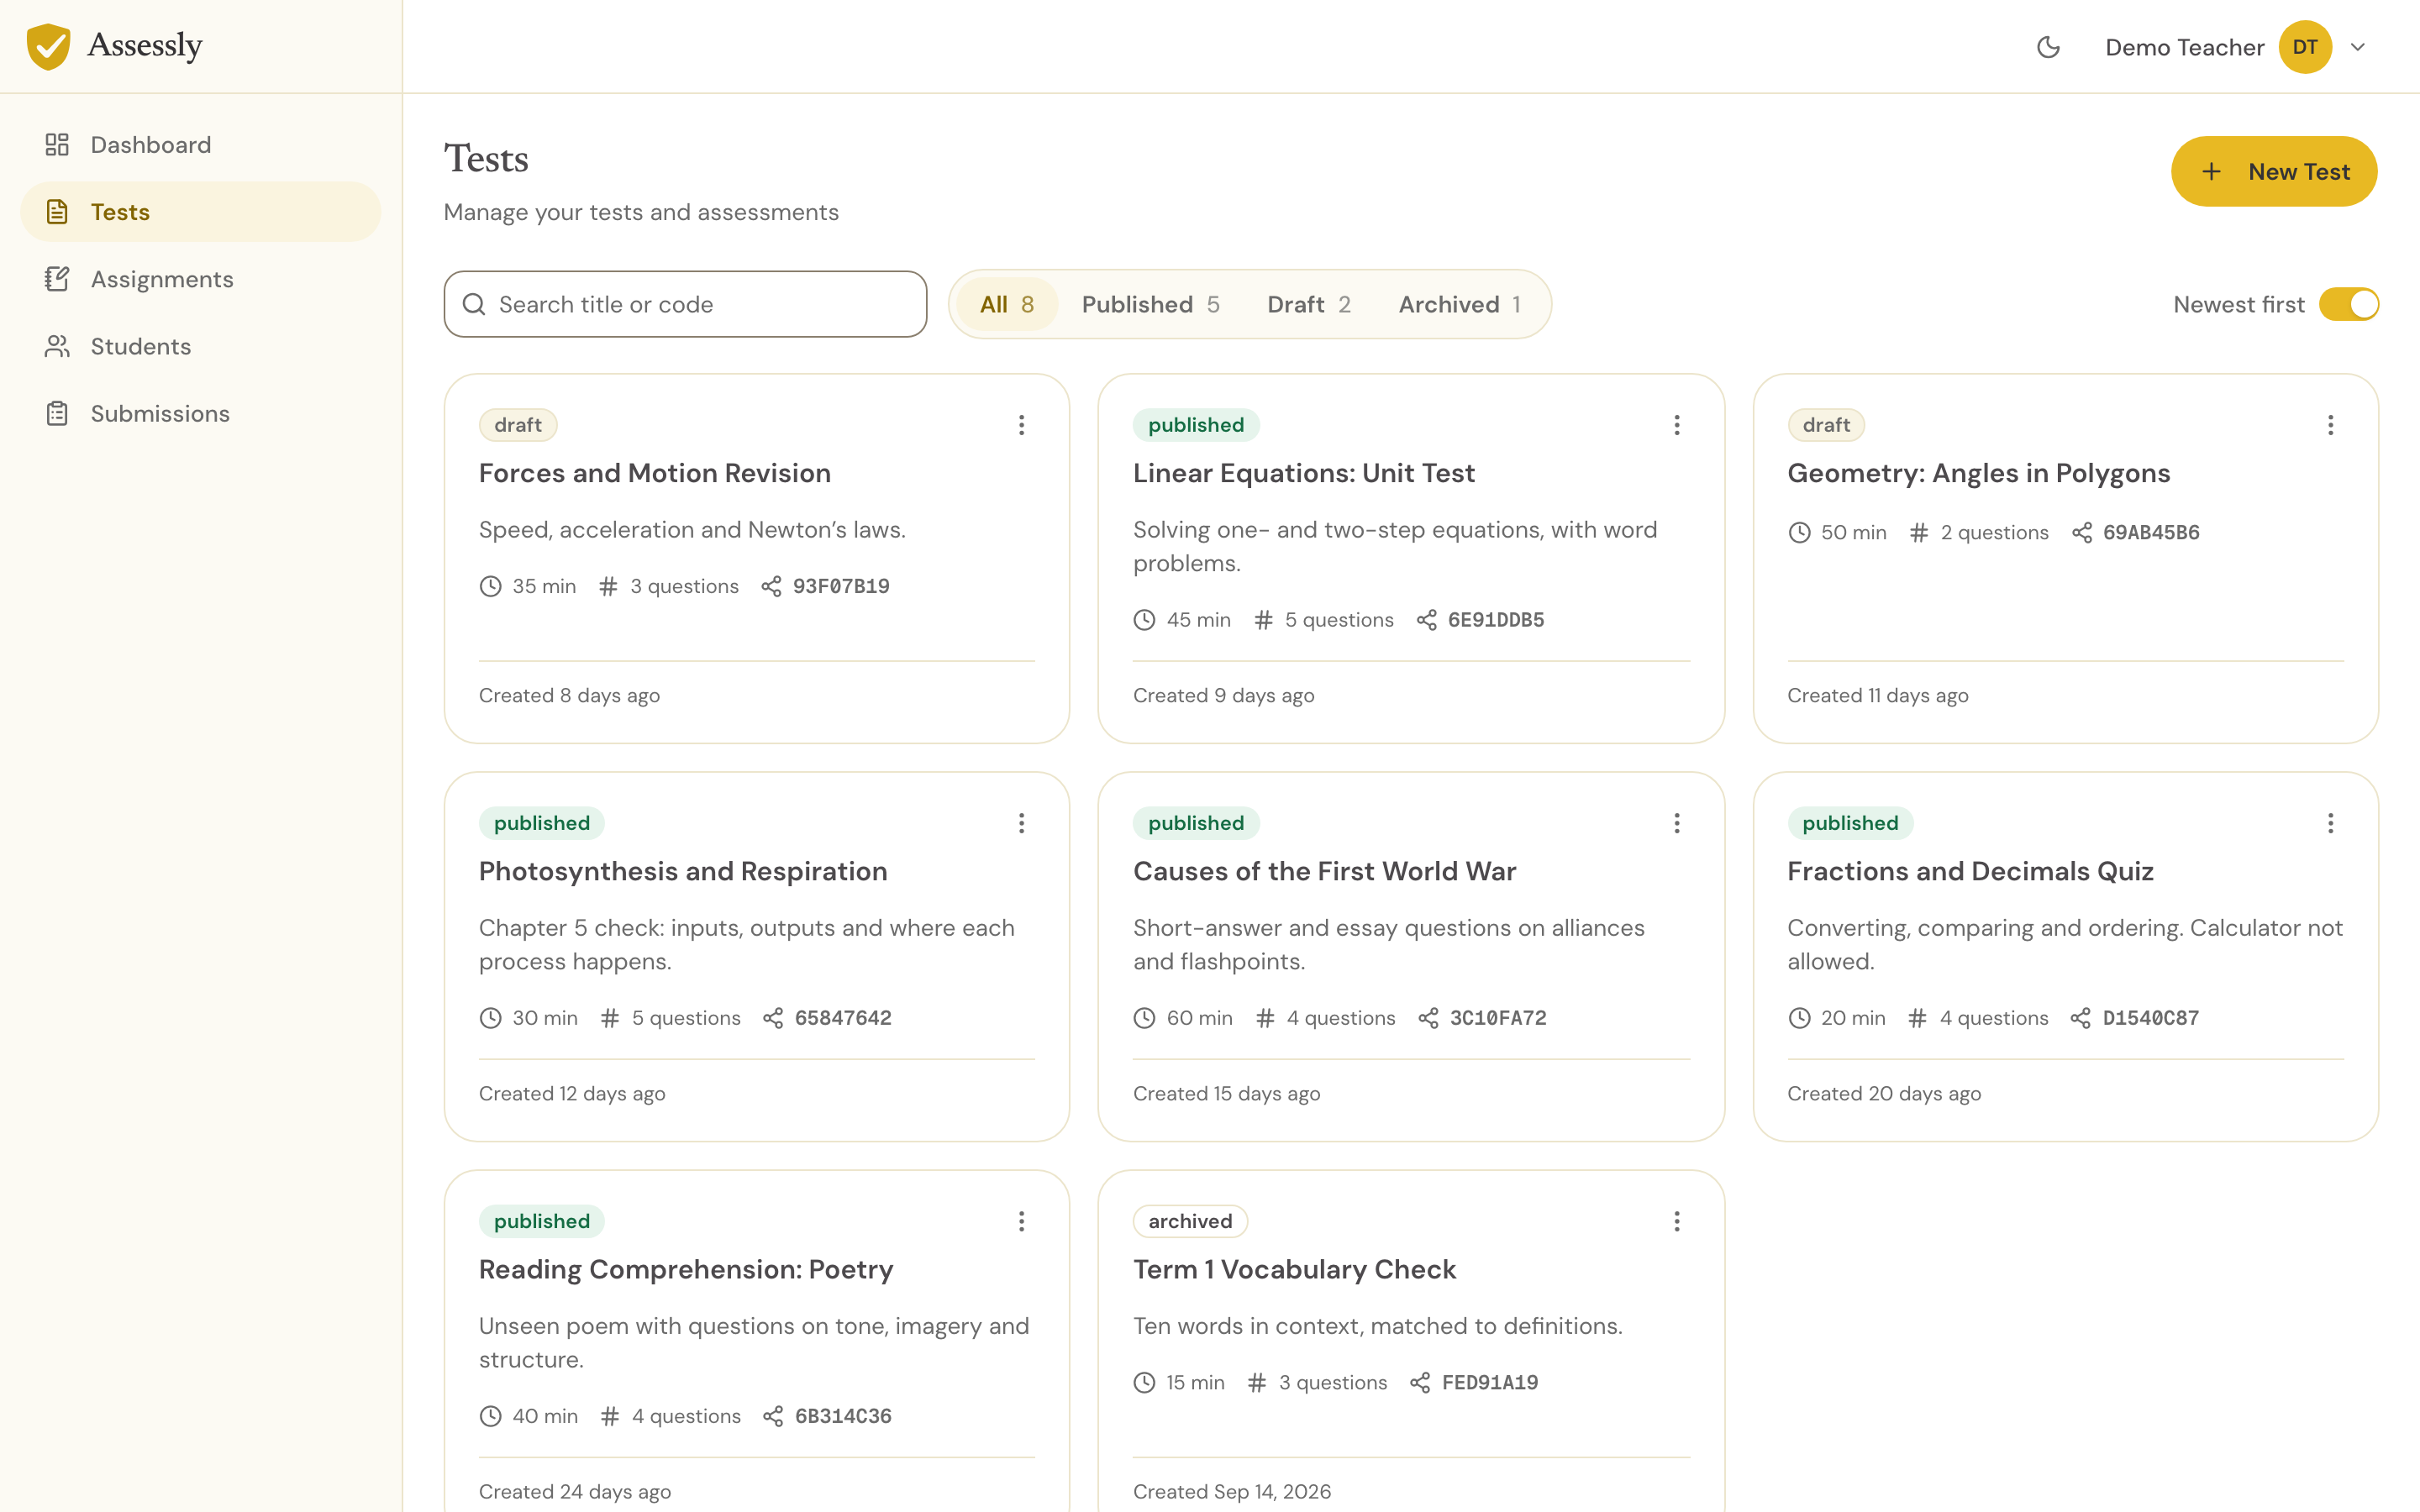 Assessly
Demo Teacher
DT
Dashboard
Tests
Assignments
Students
Submissions
Tests
Manage your tests and assessments
New Test
Search title or code
All 8
Published 5
Draft 2
Archived 1
Newest first
draft
Forces and Motion Revision
Speed, acceleration and Newton’s laws.
35 min # 3 questions 93F07B19
Created 8 days ago
published
Linear Equations: Unit Test
Solving one- and two-step equations, with word
problems.
45 min # 5 questions 6E91DDB5
Created 9 days ago
draft
Geometry: Angles in Polygons
50 min # 2 questions 69AB45B6
Created 11 days ago
published
Photosynthesis and Respiration
Chapter 5 check: inputs, outputs and where each
process happens.
30 min # 5 questions 65847642
Created 12 days ago
published
Causes of the First World War
Short-answer and essay questions on alliances
and flashpoints.
60 min # 4 questions 3C10FA72
Created 15 days ago
published
Fractions and Decimals Quiz
Converting, comparing and ordering. Calculator not
allowed.
20 min # 4 questions D1540C87
Created 20 days ago
published
Reading Comprehension: Poetry
Unseen poem with questions on tone, imagery and
structure.
40 min # 4 questions 6B314C36
Created 24 days ago
archived
Term 1 Vocabulary Check
Ten words in context, matched to definitions.
15 min # 3 questions FED91A19
Created Sep 14, 2026